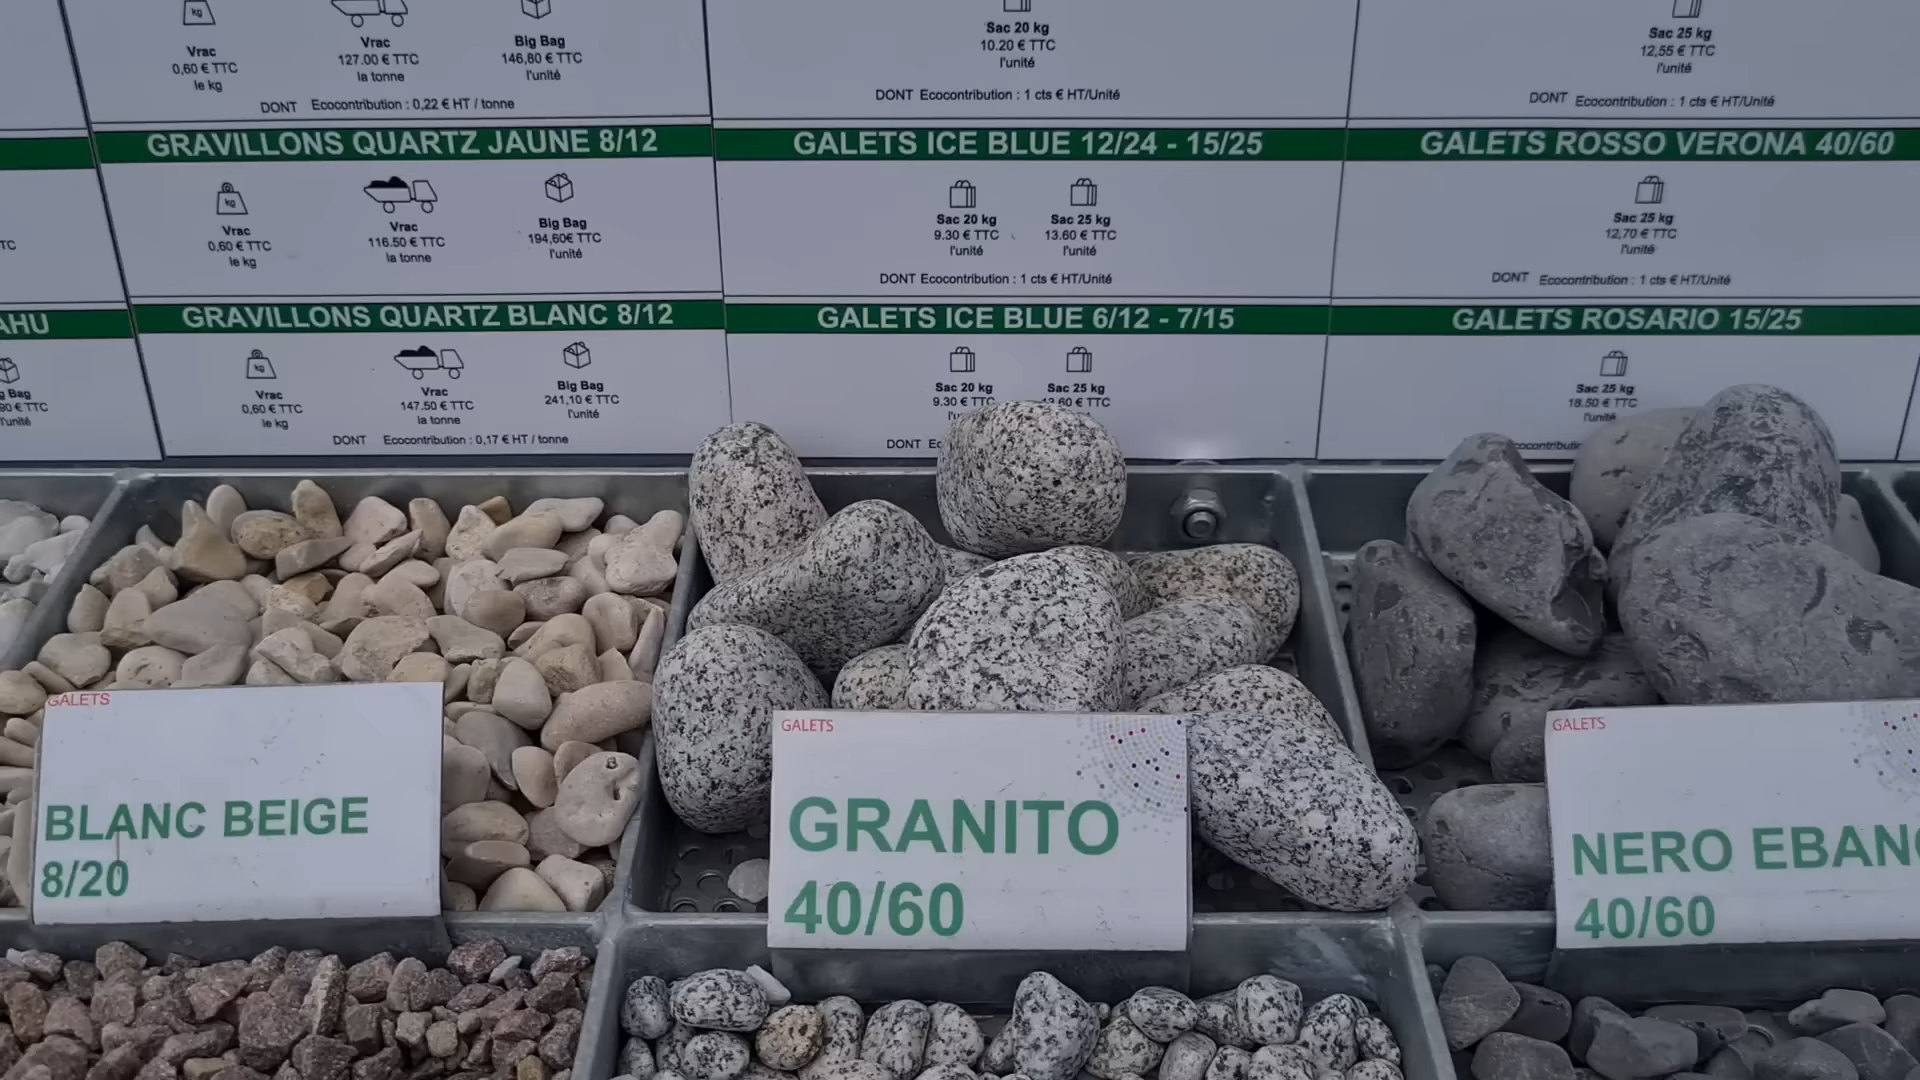 kg
Vrac
0,60 € TTC
le kg
Vrac
127.00 € TTC
la tonne
Big Bag
146,80 € TTC
l'unité
DONT Ecocontribution : 0,22 € HT / tonne
Sac 20 kg
10.20 € TTC
l'unité
DONT Ecocontribution : 1 cts € HT/Unité
Sac 25 kg
12,55 € TTC
l'unité
DONT Ecocontribution : 1 cts € HT/Unité
GRAVILLONS QUARTZ JAUNE 8/12
kg
Vrac
0,60 € TTC
le kg
Vrac
116.50 € TTC
la tonne
Big Bag
194,60€ TTC
l'unité
GALETS ICE BLUE 12/24 - 15/25
Sac 20 kg
9.30 € TTC
l'unité
Sac 25 kg
13.60 € TTC
l'unité
DONT Ecocontribution : 1 cts € HT/Unité
GALETS ROSSO VERONA 40/60
Sac 25 kg
12,70 € TTC
l'unité
DONT Ecocontribution : 1 cts € HT/Unité
TC
AHU
Bag
€ TTC
l'unité
GRAVILLONS QUARTZ BLANC 8/12
kg
Vrac
0,60 € TTC
le kg
Vrac
147.50 € TTC
la tonne
Big Bag
241,10 € TTC
l'unité
DONT Ecocontribution : 0,17 € HT / tonne
GALETS ICE BLUE 6/12 - 7/15
Sac 20 kg
9.30 € TTC
Sac 25 kg
13.60 € TTC
DONT
GALETS ROSARIO 15/25
Sac 25 kg
18.50 € TTC
l'unité
GALETS
BLANC BEIGE
8/20
GALETS
GRANITO
40/60
GALETS
NERO EBAN
40/60